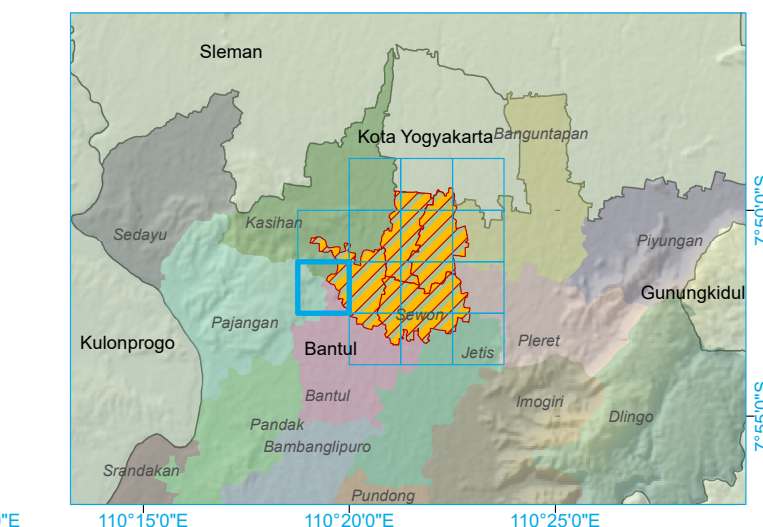 Sleman
Kota Yogyakarta
Banguntapan
Kasihan
Sedayu
Piyungan
7°50'0"S
Gunungkidul
Pajangan
Sewon
Kulonprogo
Bantul
Pleret
Jetis
Bantul
Imogiri
Dlingo
Pandak
Bambanglipuro
Srandakan
Pundong
7°55'0"S
0"E
110°15'0"E
110°20'0"E
110°25'0"E